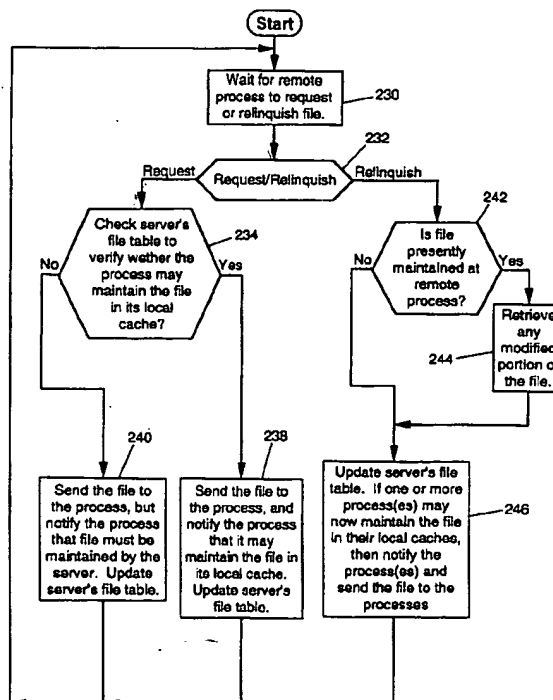 Start
Wait for remote
process to request
or relinquish file.
230
232
Request
Request/Relinquish
Relinquish
Check server's
file table to
verify wether the
process may
maintain the file
in its local
cache?
234
No
Yes
242
Is file
presently
maintained at
remote
process?
No
Yes
Retrieve
any
modified
portion of
the file.
244
240
Send the file to
the process, but
notify the process
that file must be
maintained by the
server. Update
server's file table.
238
Send the file to
the process, and
notify the process
that it may
maintain the file in
its local cache.
Update server's
file table.
Update server's file
table. If one or more
process(es) may
now maintain the file
in their local caches,
then notify the
process(es) and
send the file to the
processes
246